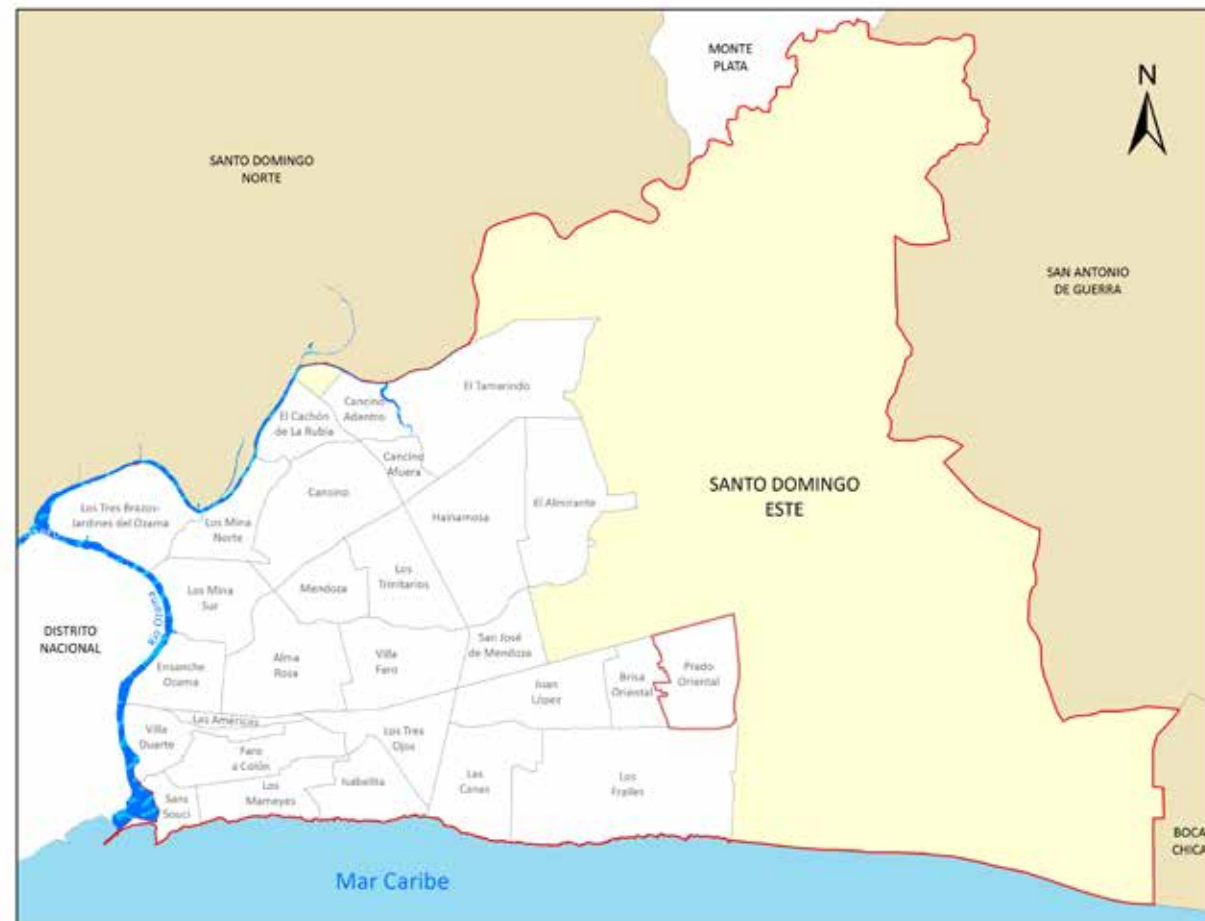 MONTE
PLATA
N
SANTO DOMINGO
NORTE
SAN ANTONIO
DE GUERRA
El Tamarindo
Cancino
Adentro
El Cachón
de La Rubia
Cancino
Afuera
SANTO DOMINGO
ESTE
Cansino
El Almirante
Los Tres Brazos-
Jardines del Ozama
Hainamosa
Los Mina
Norte
Los
Trinitarios
Mendoza
Los Mina
Sur
Río Ozama
DISTRITO
NACIONAL
San José
de Mendoza
Villa
Faro
Alma
Rosa
Ensanche
Ozama
Prado
Oriental
Brisa
Oriental
Juan
López
Las Américas
Villa
Duarte
Los Tres
Ojos
Faro
a Colón
Isabelita
Las
Canas
Los
Frailes
Los
Mameyes
Sans
Souci
BOCA
CHICA
Mar Caribe